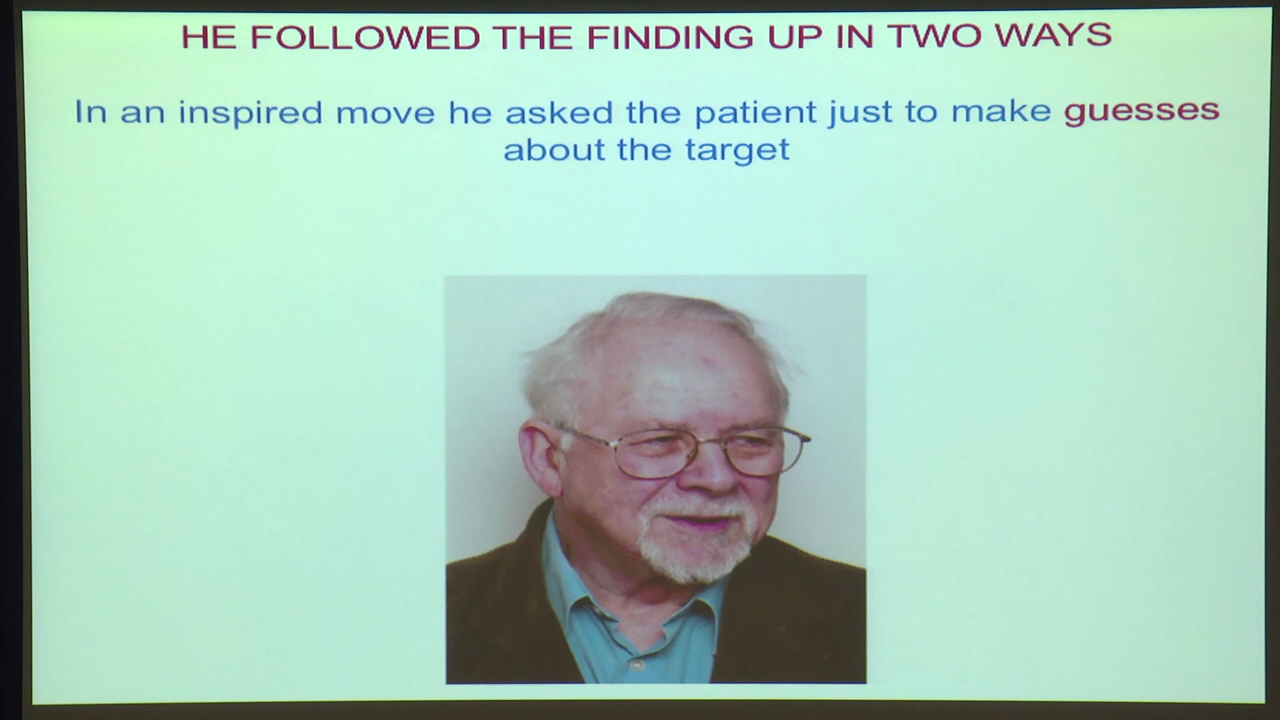 HE FOLLOWED THE FINDING UP IN TWO WAYS
In an inspired move he asked the patient just to make guesses
about the target